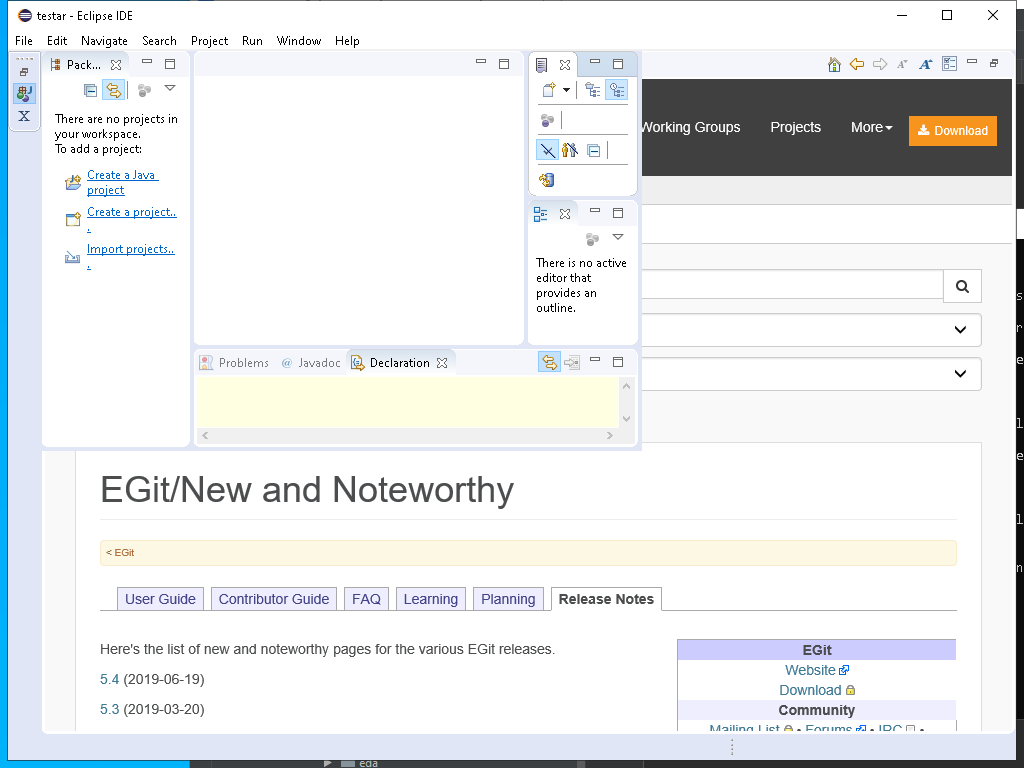 testar - Eclipse IDE
File Edit Navigate Search Project Run Window Help
Pack...
There are no projects in
your workspace.
To add a project:
Create a Java
project
Create a project..
.
Import projects..
.
There is no active
editor that
provides an
outline.
Problems @ Javadoc Declaration
Working Groups Projects More Download
EGit/New and Noteworthy
< EGit
User Guide Contributor Guide FAQ Learning Planning Release Notes
Here's the list of new and noteworthy pages for the various EGit releases.
5.4 (2019-06-19)
5.3 (2019-03-20)
EGit
Website
Download
Community
Mailing List • Forums • IRC •
eda